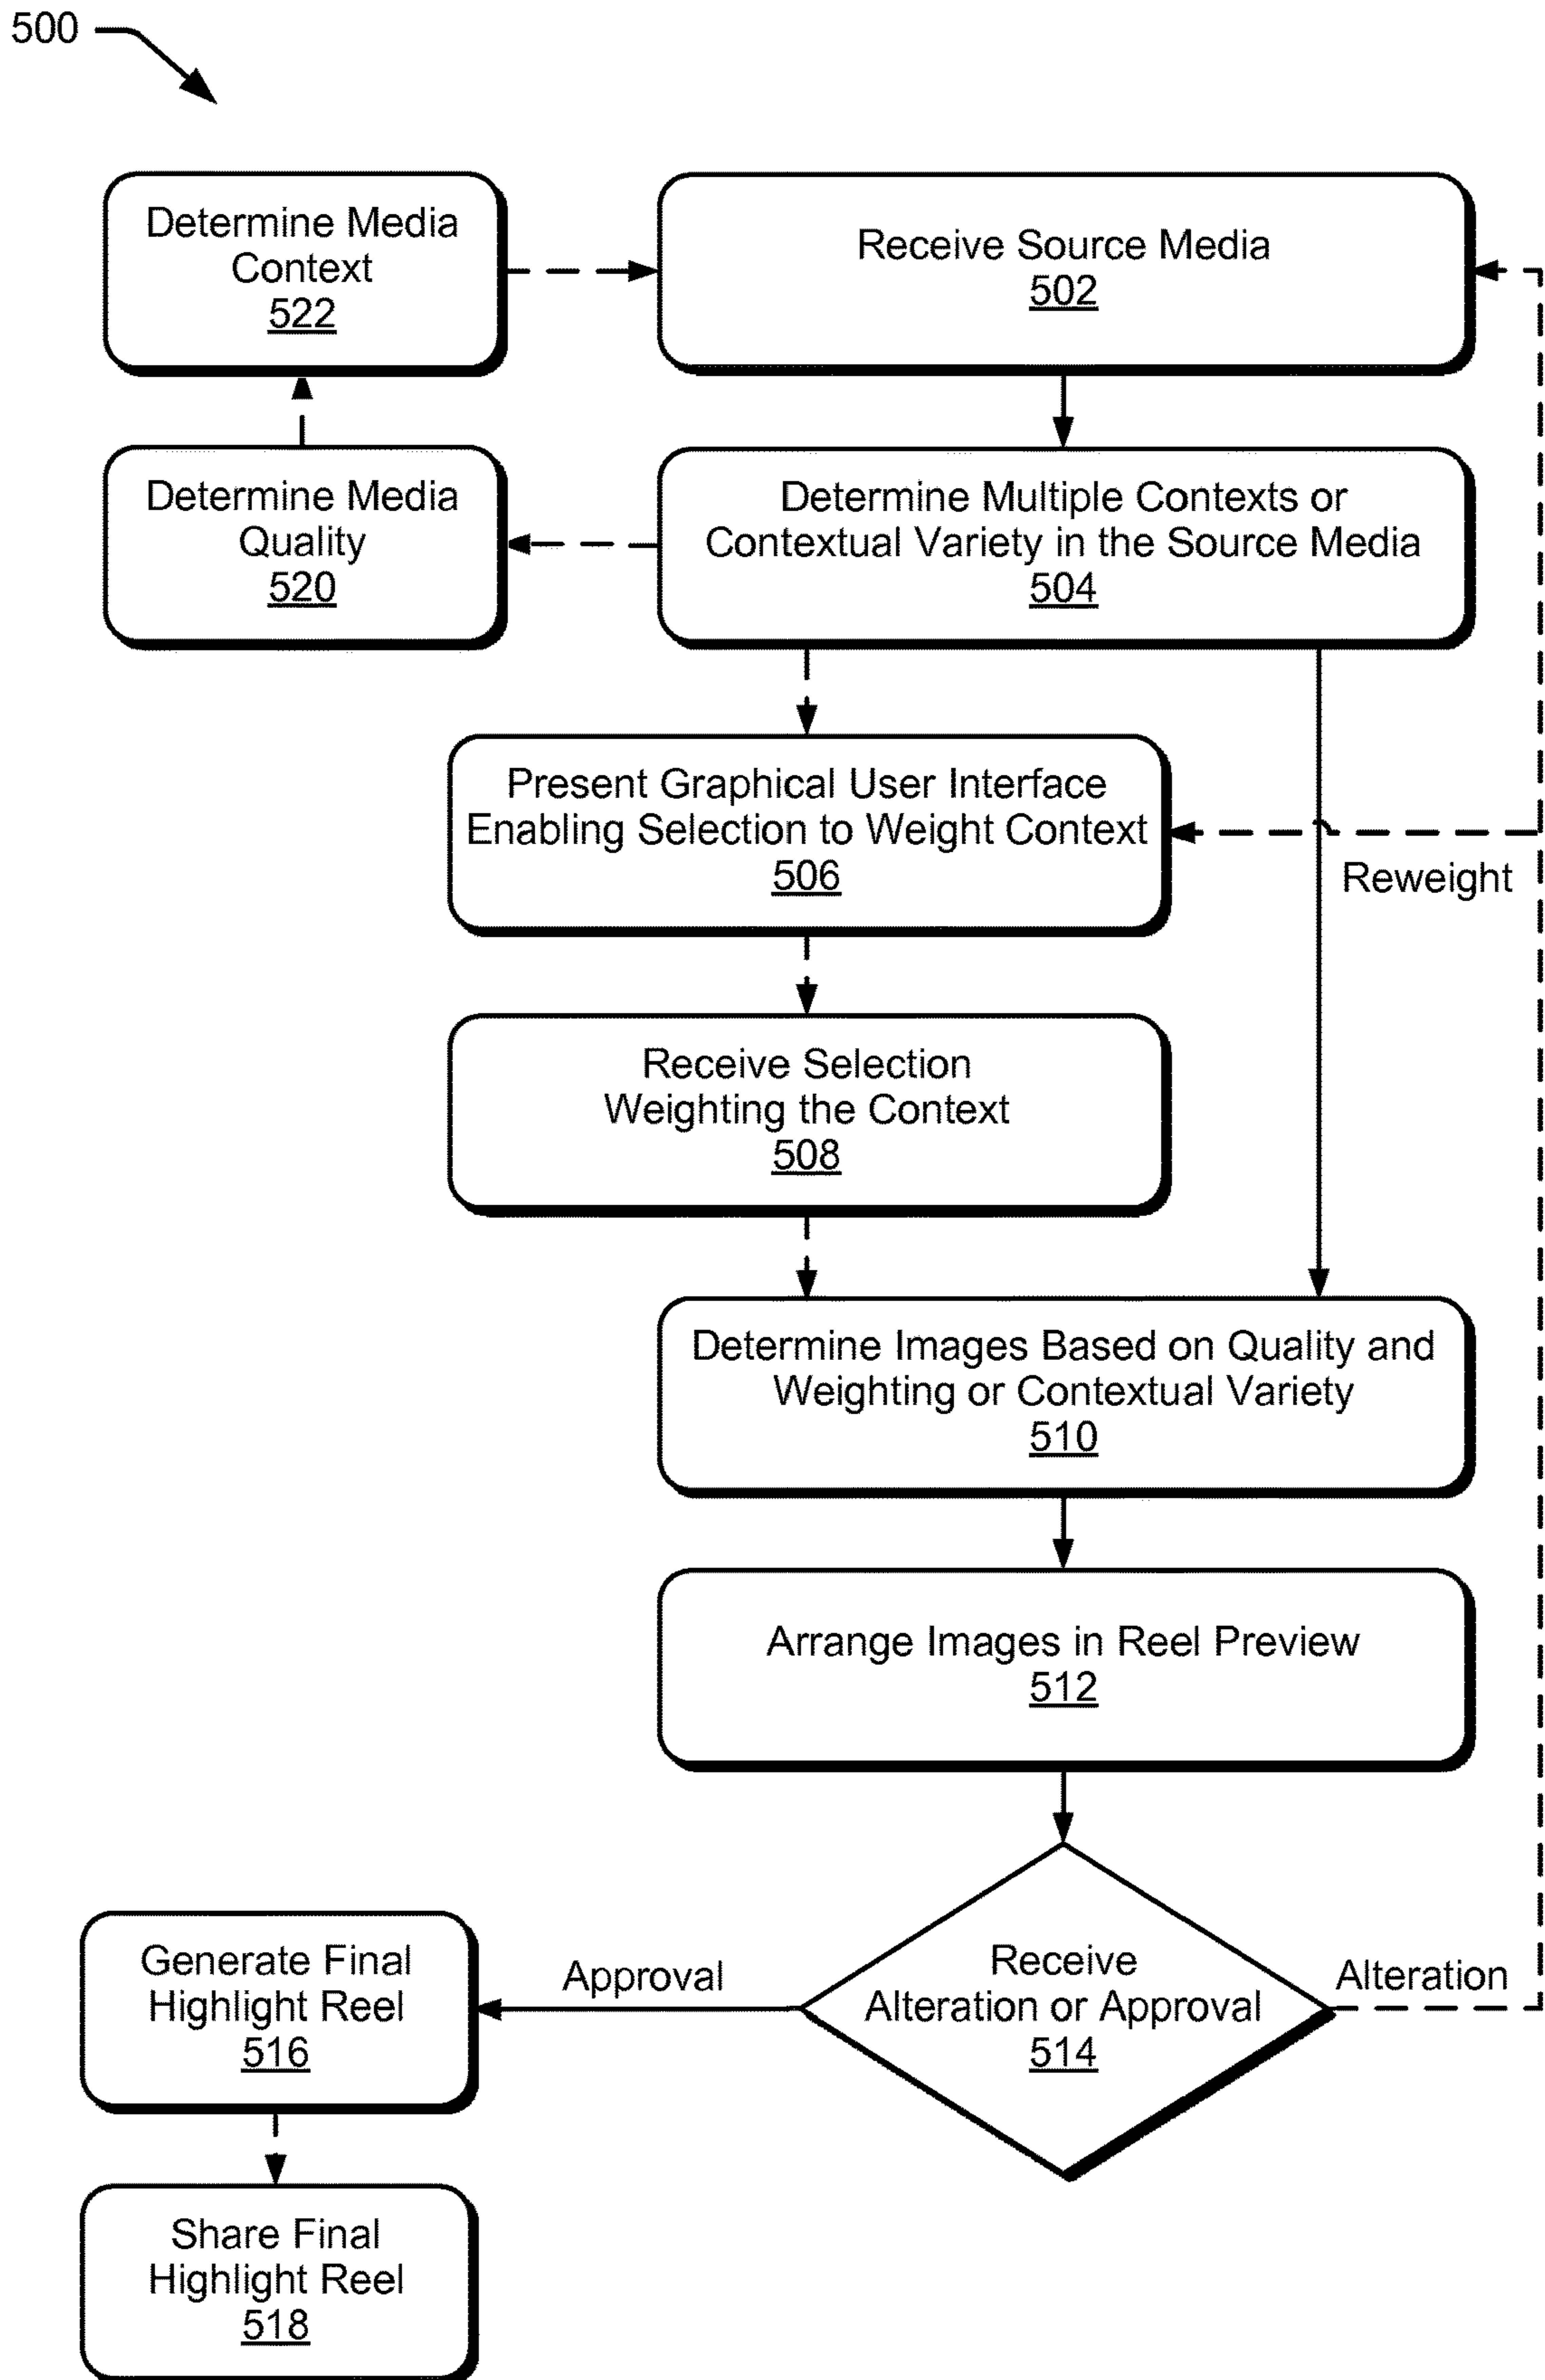 500
Determine Media
Context
522
Receive Source Media
502
Determine Media
Quality
520
Determine Multiple Contexts or
Contextual Variety in the Source Media
504
Present Graphical User Interface
Enabling Selection to Weight Context
506
Reweight
Receive Selection
Weighting the Context
508
Determine Images Based on Quality and
Weighting or Contextual Variety
510
Arrange Images in Reel Preview
512
Receive
Alteration or Approval
514
Alteration
Approval
Generate Final
Highlight Reel
516
Share Final
Highlight Reel
518